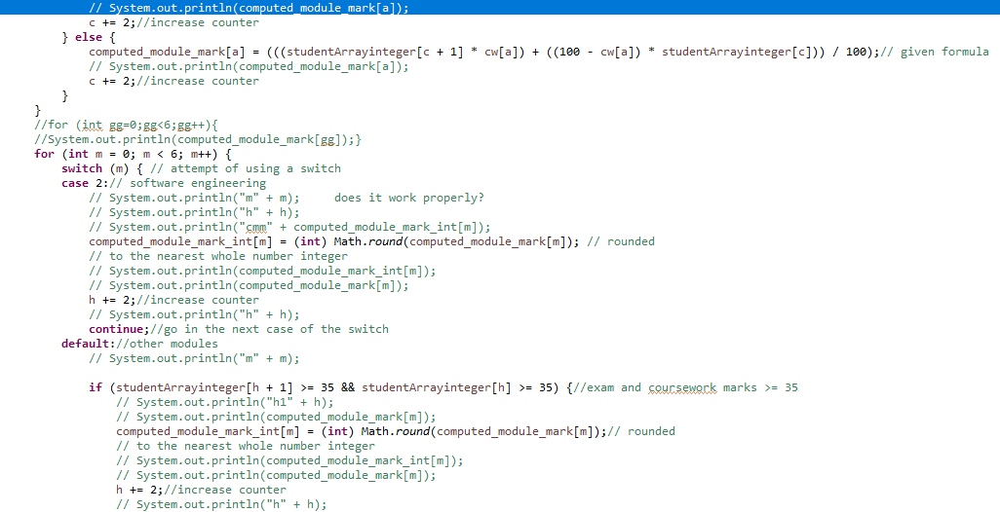 // System.out.println(computed_module_mark[a]);
c += 2;//increase counter
} else {
computed_module_mark[a] = (((studentArrayinteger[c + 1] * cw[a]) + ((100 - cw[a]) * studentArrayinteger[c])) / 100);// given formula
// System.out.println(computed_module_mark[a]);
c += 2;//increase counter
}
}
//for (int gg=0;gg<6;gg++){
//System.out.println(computed_module_mark[gg]);}
for (int m = 0; m < 6; m++) {
switch (m) { // attempt of using a switch
case 2:// software engineering
// System.out.println("m" + m);     does it work properly?
// System.out.println("h" + h);
// System.out.println("cmm" + computed_module_mark_int[m]);
computed_module_mark_int[m] = (int) Math.round(computed_module_mark[m]); // rounded
// to the nearest whole number integer
// System.out.println(computed_module_mark_int[m]);
// System.out.println(computed_module_mark[m]);
h += 2;//increase counter
// System.out.println("h" + h);
continue;//go in the next case of the switch
default://other modules
// System.out.println("m" + m);
if (studentArrayinteger[h + 1] >= 35 && studentArrayinteger[h] >= 35) {//exam and coursework marks >= 35
// System.out.println("h1" + h);
// System.out.println(computed_module_mark[m]);
computed_module_mark_int[m] = (int) Math.round(computed_module_mark[m]);// rounded
// to the nearest whole number integer
// System.out.println(computed_module_mark_int[m]);
// System.out.println(computed_module_mark[m]);
h += 2;//increase counter
// System.out.println("h" + h);